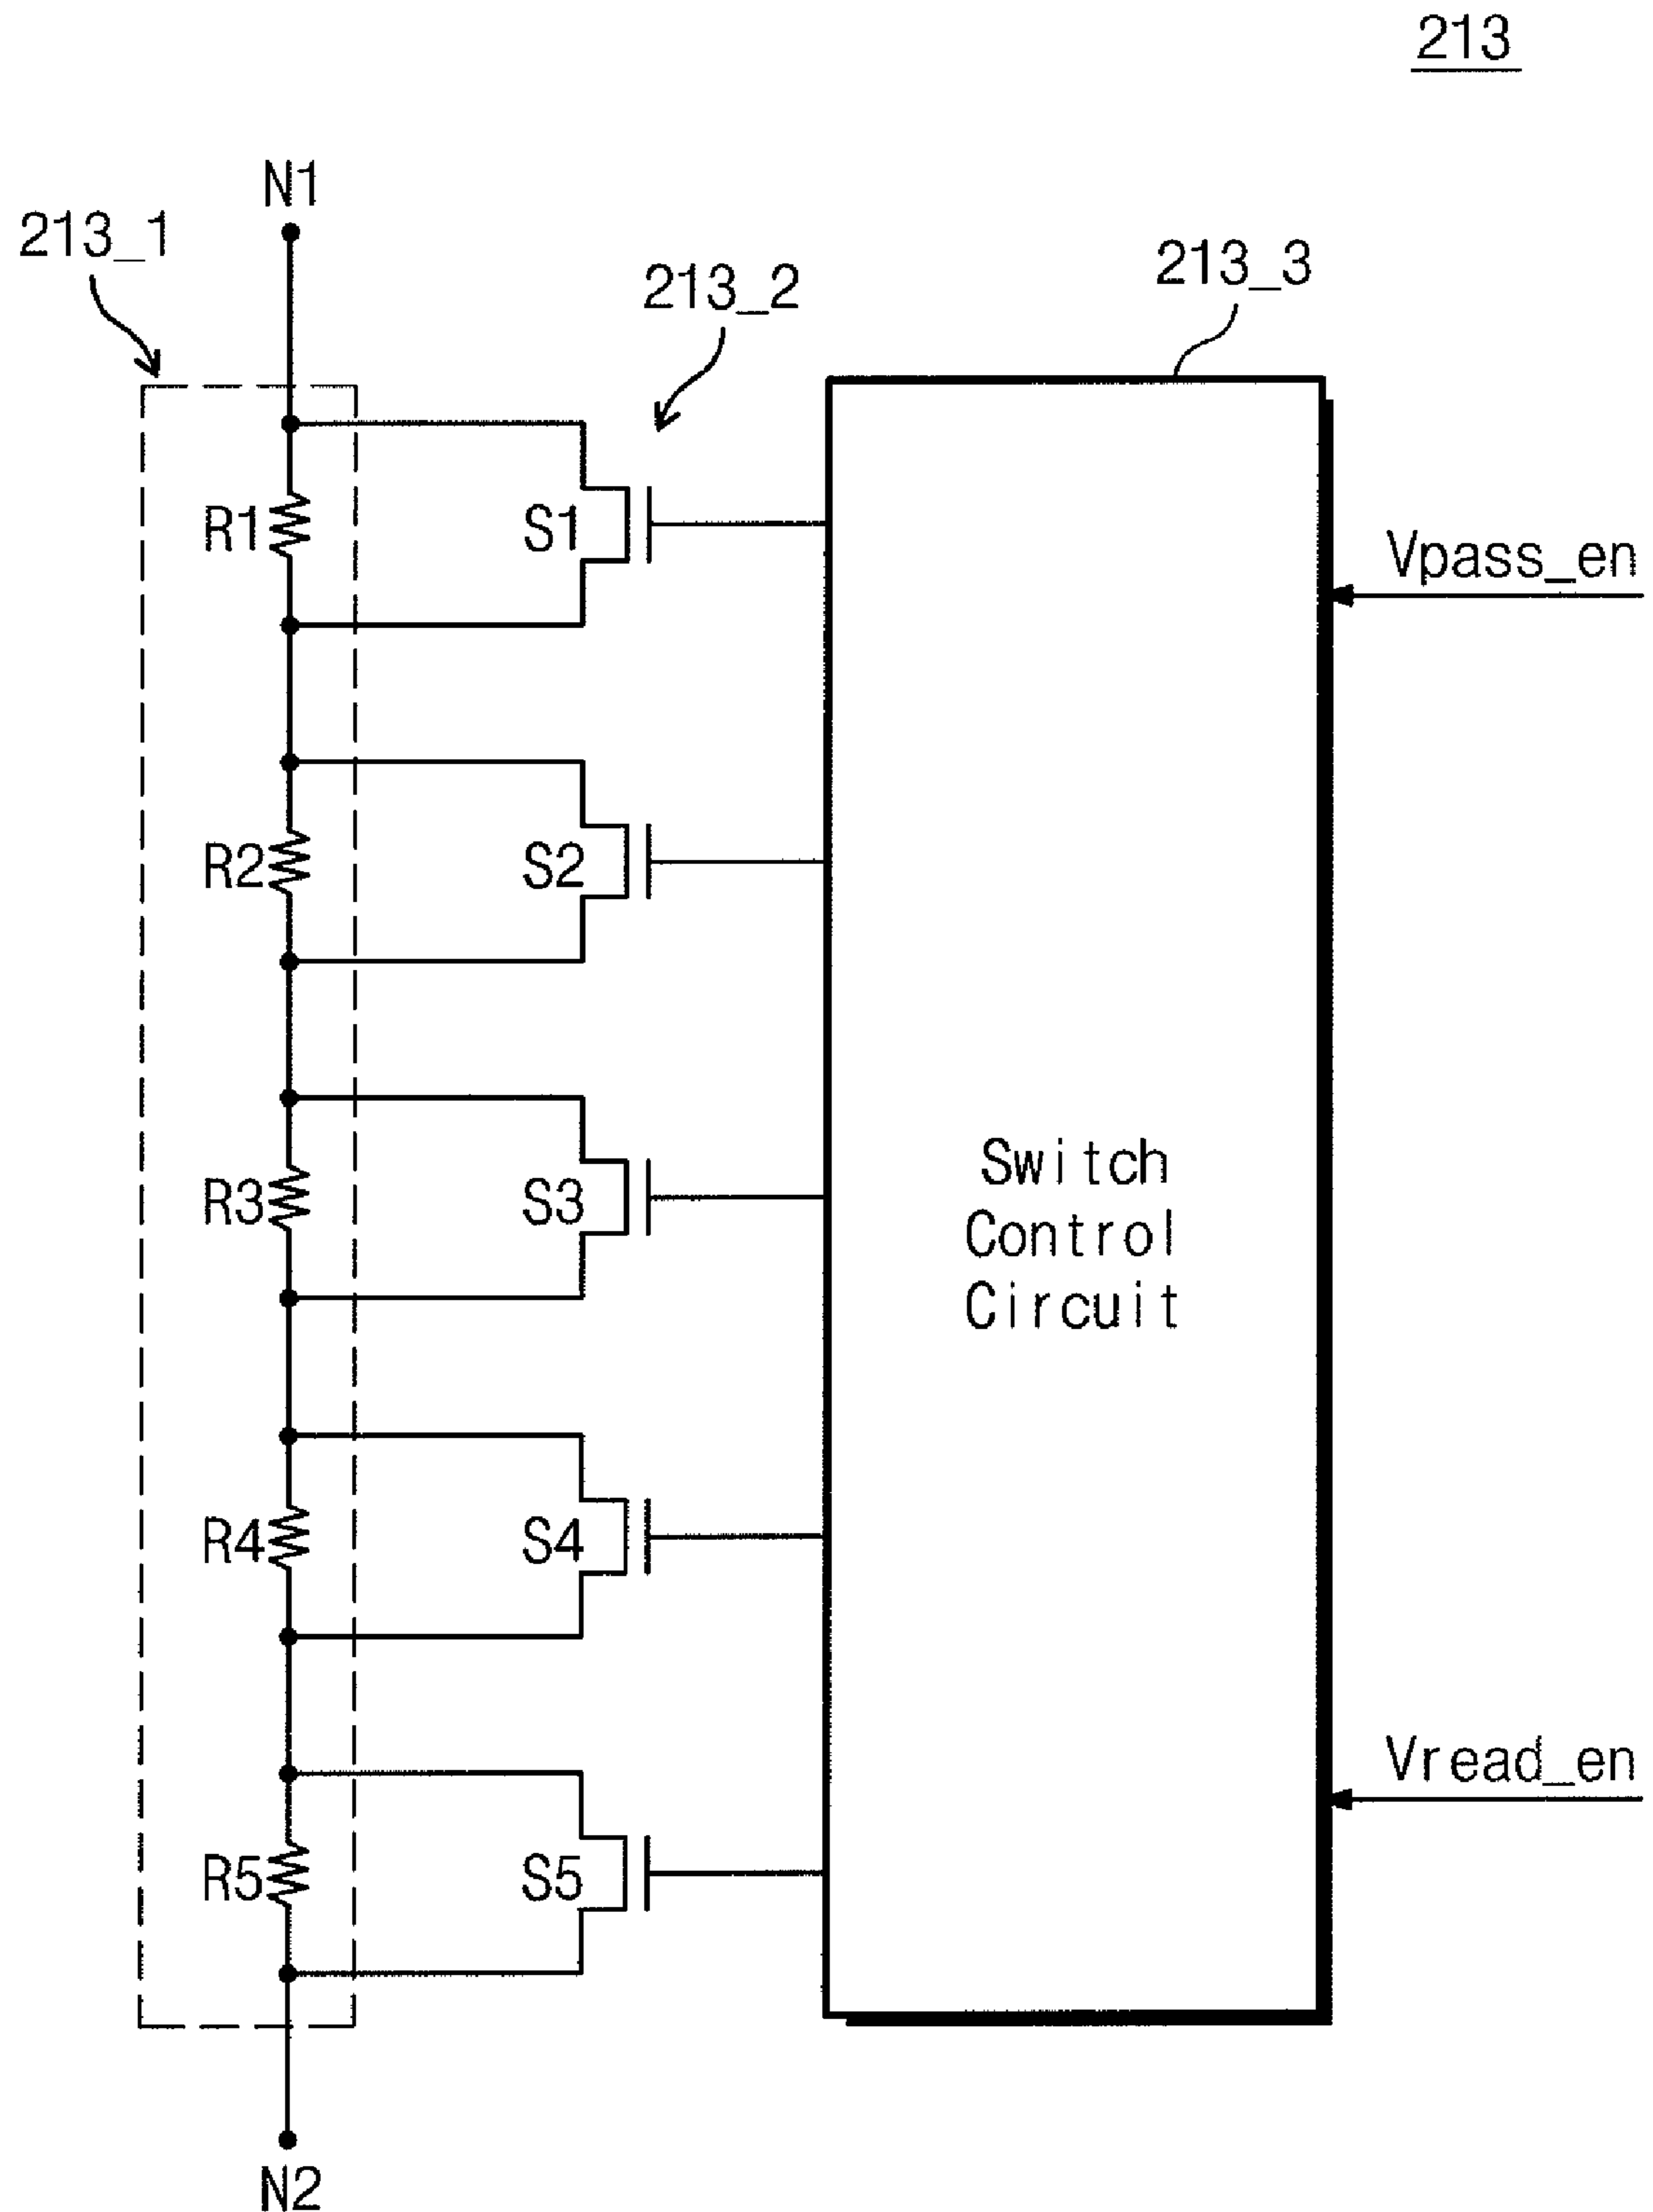 213
N1
213_1
213_2
213_3
R1
S1
Vpass_en
R2
S2
R3
S3
Switch
Control
Circuit
R4
S4
Vread_en
R5
S5
N2